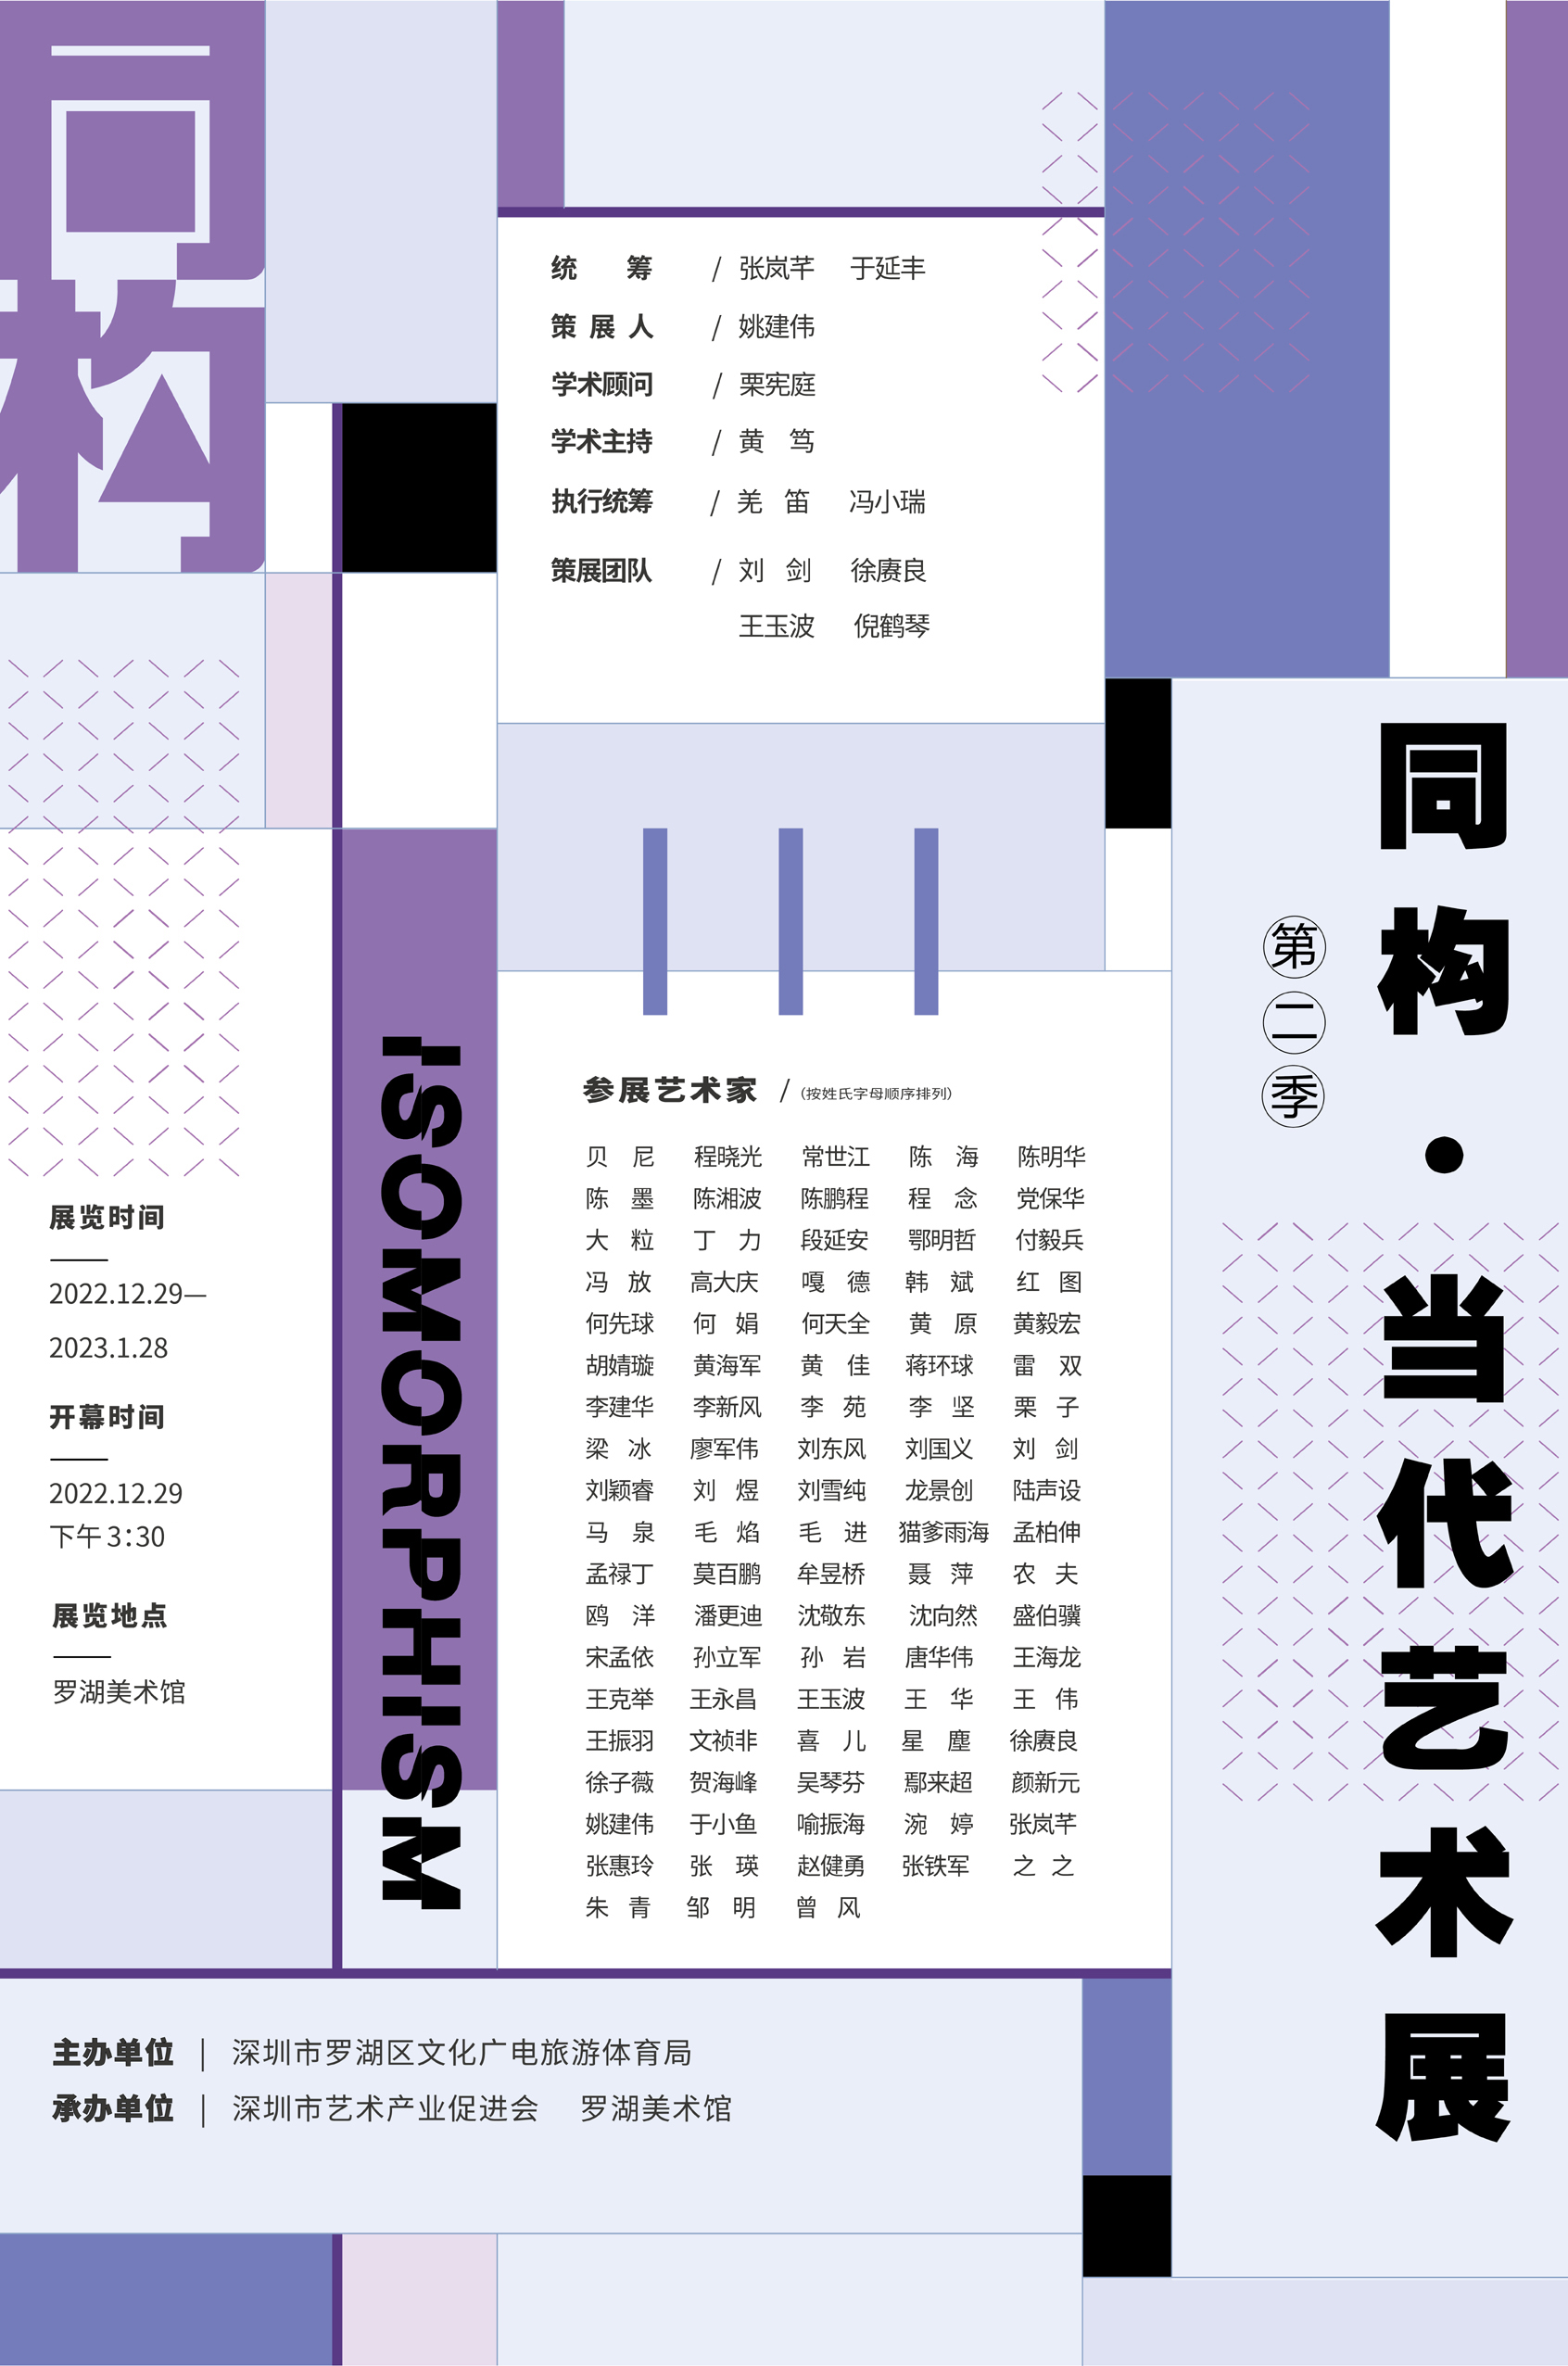 同构
统 筹 / 张岚芊 于延丰
策 展 人 / 姚建伟
学术顾问 / 栗宪庭
学术主持 / 黄 笃
执行统筹 / 羌 笛 冯小瑞
策展团队 / 刘 剑 徐赓良
王玉波 倪鹤琴
同构·当代艺术展
第二季
ISOMORPHISM
参展艺术家 /（按姓氏字母顺序排列）
贝 尼 程晓光 常世江 陈 海 陈明华
陈 墨 陈湘波 陈鹏程 程 念 党保华
大 粒 丁 力 段延安 鄂明哲 付毅兵
冯 放 高大庆 嘎 德 韩 斌 红 图
何先球 何 娟 何天全 黄 原 黄毅宏
胡婧璇 黄海军 黄 佳 蒋环球 雷 双
李建华 李新风 李 苑 李 坚 栗 子
梁 冰 廖军伟 刘东风 刘国义 刘 剑
刘颖睿 刘 煜 刘雪纯 龙景创 陆声设
马 泉 毛 焰 毛 进 猫爹雨海 孟柏伸
孟禄丁 莫百鹏 牟昱桥 聂 萍 农 夫
鸥 洋 潘更迪 沈敬东 沈向然 盛伯骥
宋孟依 孙立军 孙 岩 唐华伟 王海龙
王克举 王永昌 王玉波 王 华 王 伟
王振羽 文祯非 喜 儿 星 塵 徐赓良
徐子薇 贺海峰 吴琴芬 鄢来超 颜新元
姚建伟 于小鱼 喻振海 涴 婷 张岚芊
张惠玲 张 瑛 赵健勇 张铁军 之 之
朱 青 邹 明 曾 风
展览时间
2022.12.29—
2023.1.28
开幕时间
2022.12.29
下午 3:30
展览地点
罗湖美术馆
主办单位 | 深圳市罗湖区文化广电旅游体育局
承办单位 | 深圳市艺术产业促进会 罗湖美术馆